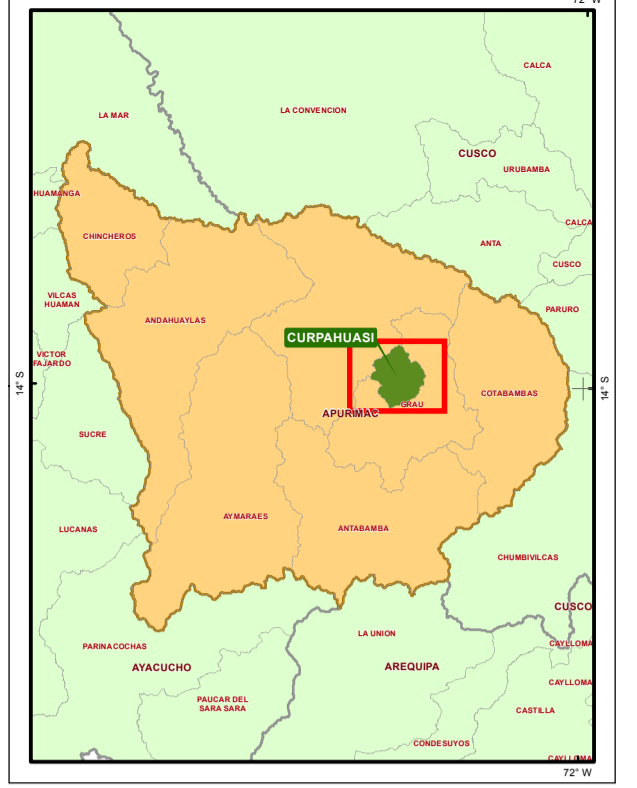 72° W
CALCA
LA CONVENCION
LA MAR
CUSCO
URUBAMBA
HUAMANGA
CALCA
CHINCHEROS
ANTA
CUSCO
VILCAS
HUAMAN
PARURO
ANDAHUAYLAS
CURPAHUASI
VICTOR
FAJARDO
14° S
14° S
COTABAMBAS
GRAU
APURIMAC
SUCRE
AYMARAES
ANTABAMBA
LUCANAS
CHUMBIVILCAS
CUSCO
LA UNION
CAYLLOMA
PARINACOCHAS
AYACUCHO
AREQUIPA
CAYLLOMA
PAUCAR DEL
SARA SARA
CASTILLA
CONDESUYOS
CAYLLOMA
72° W